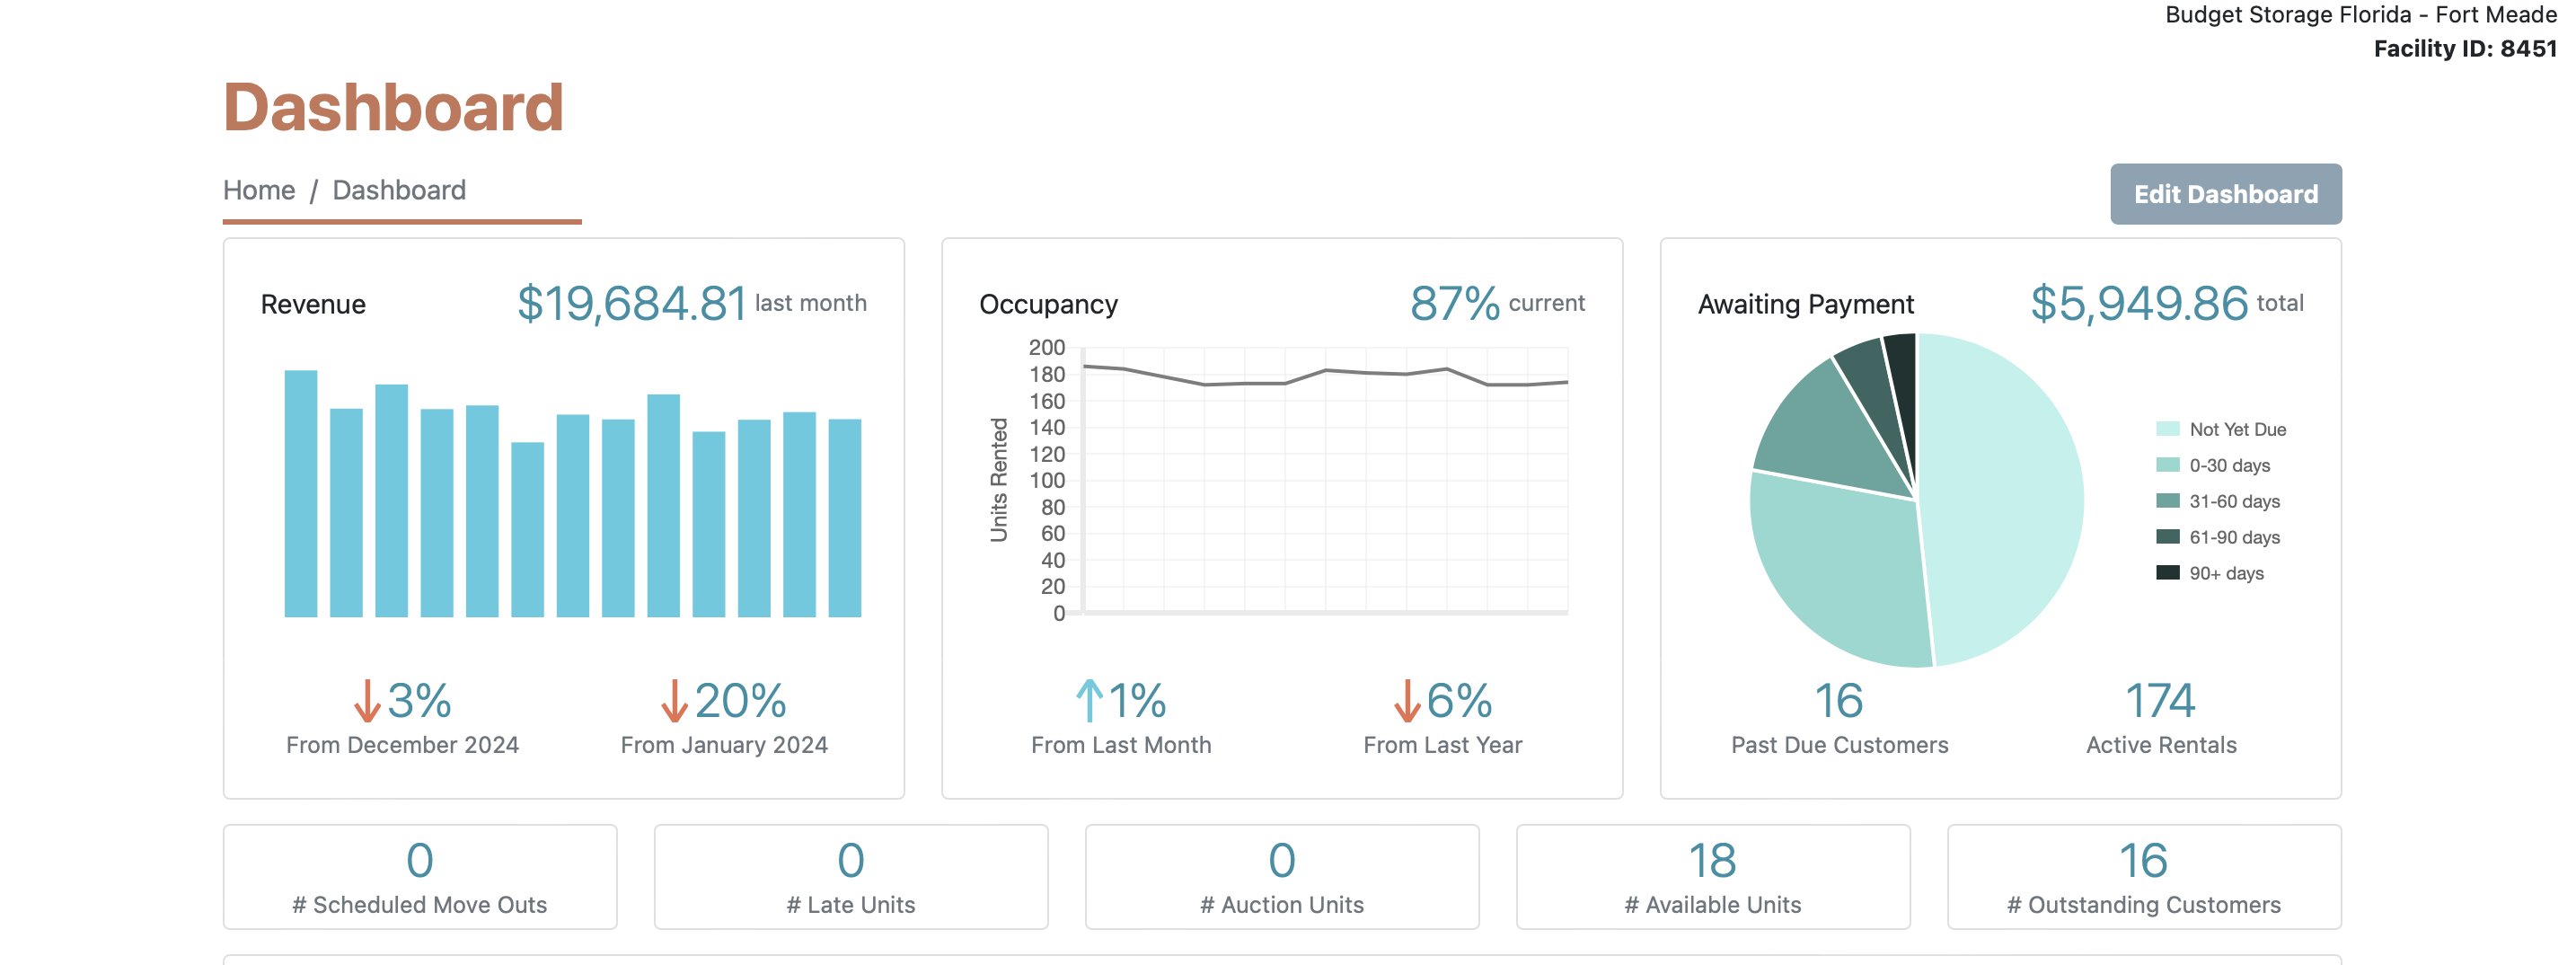 Budget Storage Florida - Fort Meade
Facility ID: 8451
Dashboard
Home / Dashboard
Edit Dashboard
Revenue
$19,684.81 last month
↓3%
From December 2024
↓20%
From January 2024
Occupancy
87% current
Units Rented
200
180
160
140
120
100
80
60
40
20
0
↑1%
From Last Month
↓6%
From Last Year
Awaiting Payment
$5,949.86 total
Not Yet Due
0-30 days
31-60 days
61-90 days
90+ days
16
Past Due Customers
174
Active Rentals
0
# Scheduled Move Outs
0
# Late Units
0
# Auction Units
18
# Available Units
16
# Outstanding Customers